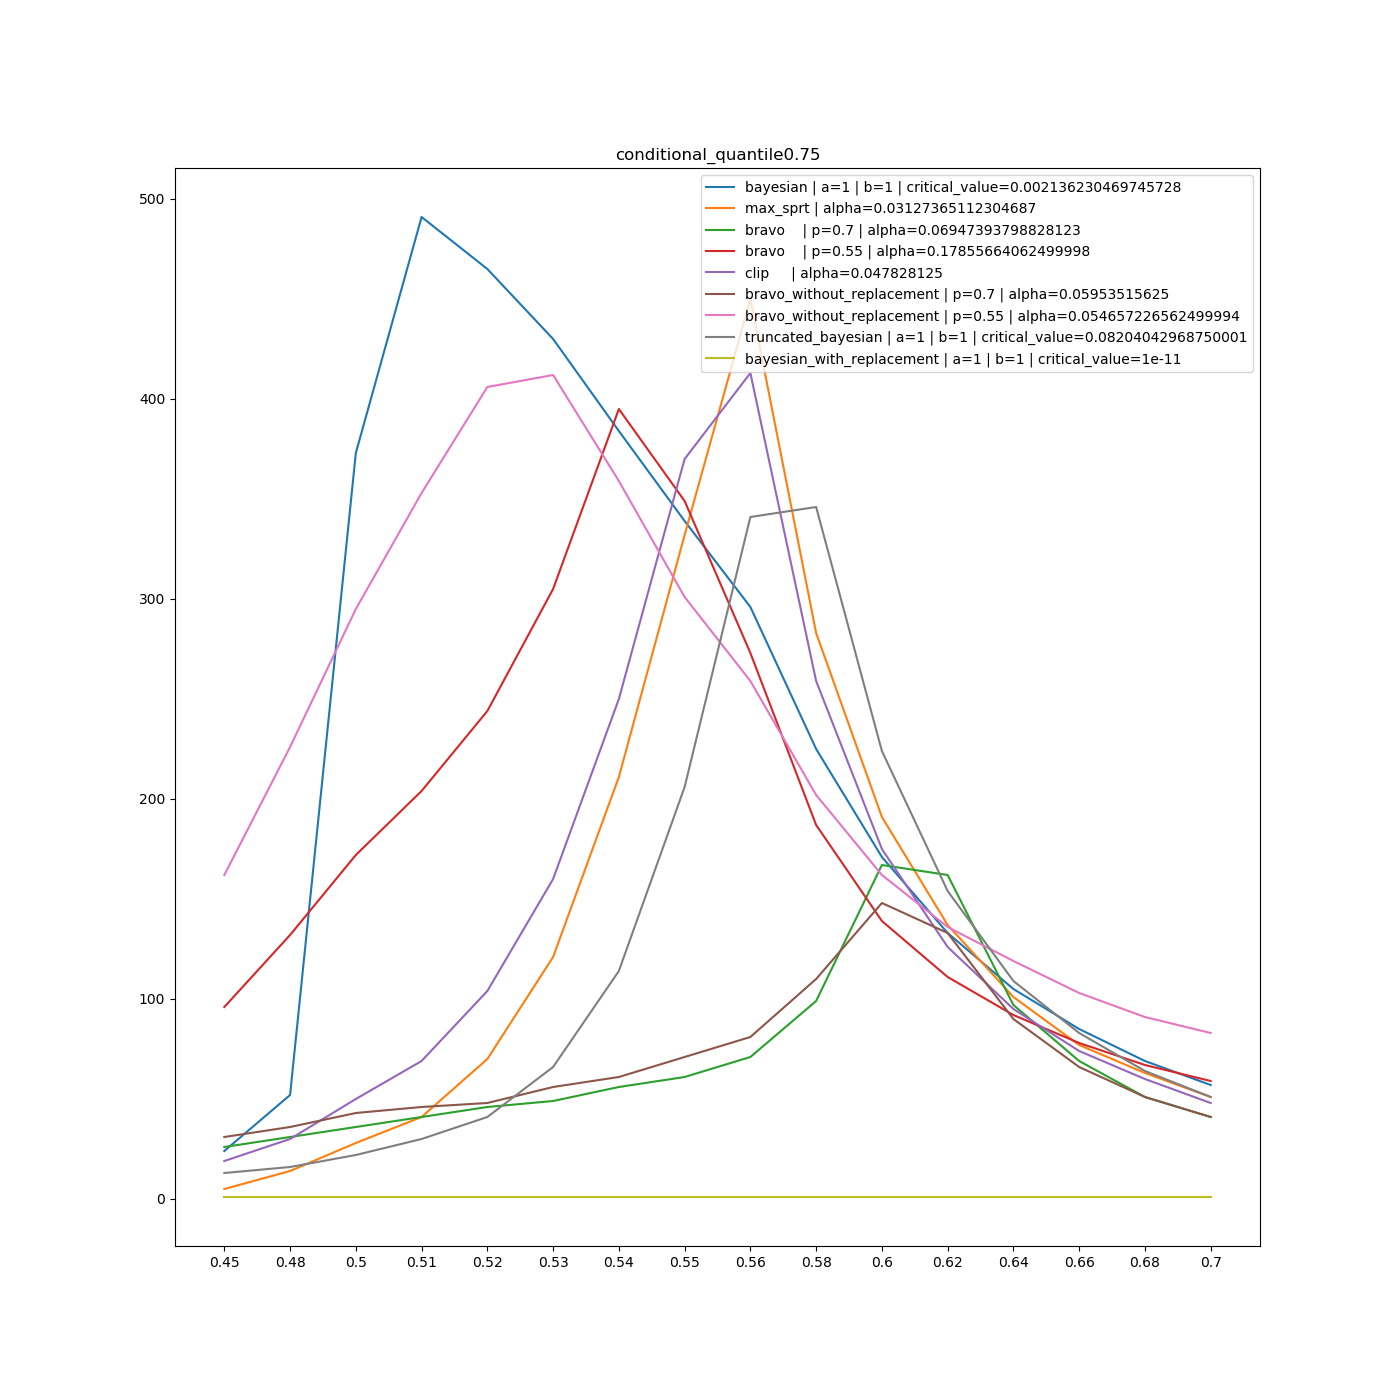 conditional_quantile0.75
500
400
300
200
100
0
bayesian | a=1 | b=1 | critical_value=0.002136230469745728
max_sprt | alpha=0.03127365112304687
bravo    | p=0.7 | alpha=0.06947393798828123
bravo    | p=0.55 | alpha=0.17855664062499998
clip     | alpha=0.047828125
bravo_without_replacement | p=0.7 | alpha=0.05953515625
bravo_without_replacement | p=0.55 | alpha=0.054657226562499994
truncated_bayesian | a=1 | b=1 | critical_value=0.08204042968750001
bayesian_with_replacement | a=1 | b=1 | critical_value=1e-11
0.45 0.48 0.5 0.51 0.52 0.53 0.54 0.55 0.56 0.58 0.6 0.62 0.64 0.66 0.68 0.7